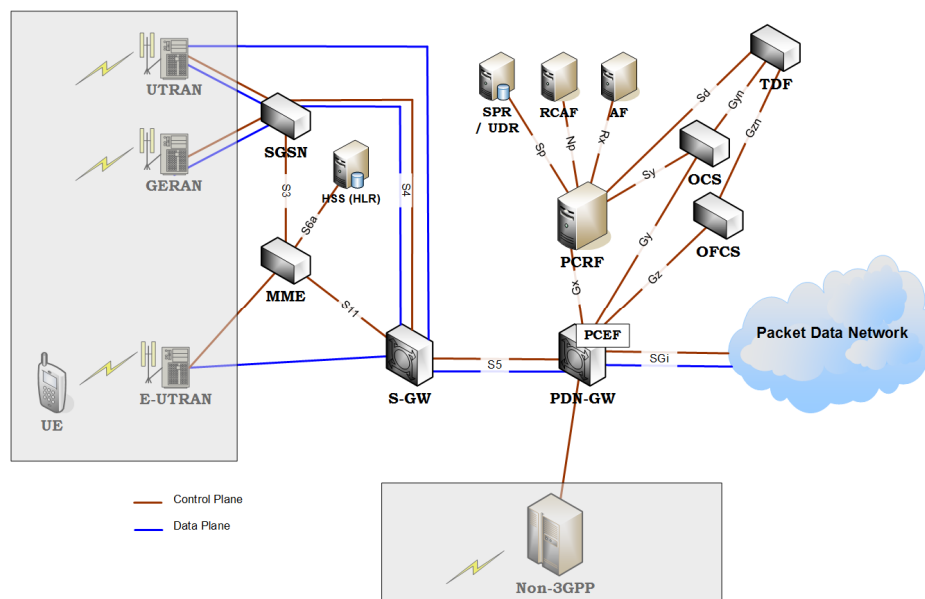 UTRAN
GERAN
SGSN
S3
HSS (HLR)
S6a
S4
MME
S11
E-UTRAN
UE
S-GW
S5
SPR
/ UDR
RCAF
AF
Sp
Np
Rx
Sd
Gyn
Gzn
TDF
Sy
OCS
PCRF
OFCS
Gy
Gz
Gx
PCEF
PDN-GW
SGi
Packet Data Network
Control Plane
Data Plane
Non-3GPP